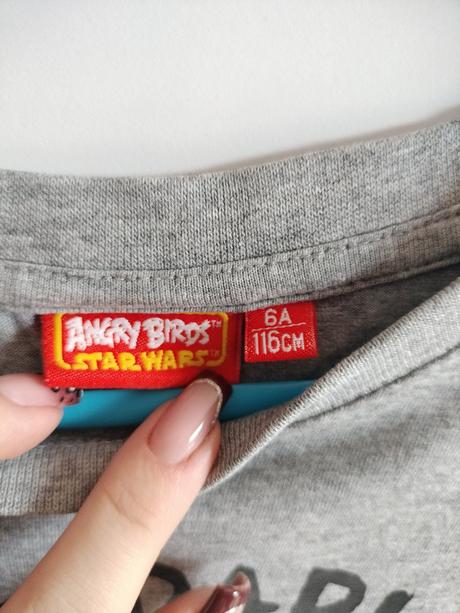 ANGRY BIRDS™
STAR WARS™
6A
116CM